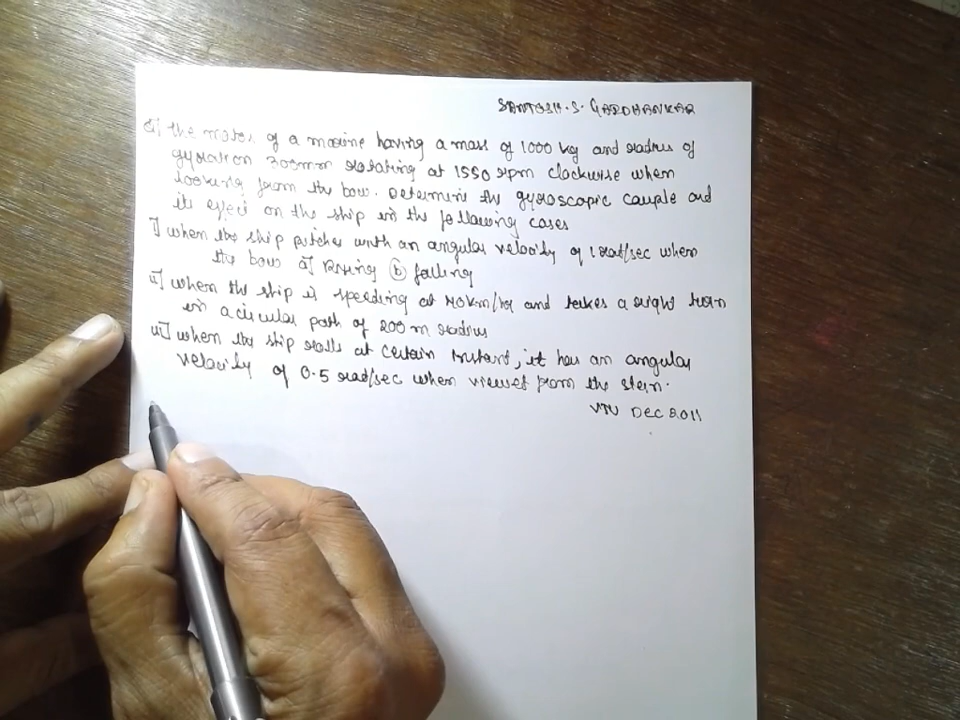 SANTOSH.S. GARDHANKAR
Q1] The motor of a marine having a mass of 1000 kg and radius of
gyration 300mm rotating at 1550 rpm clockwise when
looking from the bow. Determine the gyroscopic couple and
its effect on the ship in the following cases
I] when the ship pitches with an angular velocity of 1 rad/sec when
the bow a] Rising (b) falling
II] when the ship is speeding at 40km/hr and takes a right turn
in a circular path of 200 m radius
III] when the ship rolls at certain instant, it has an angular
velocity of 0.5 rad/sec when viewed from the stern.
VTU DEC 2011